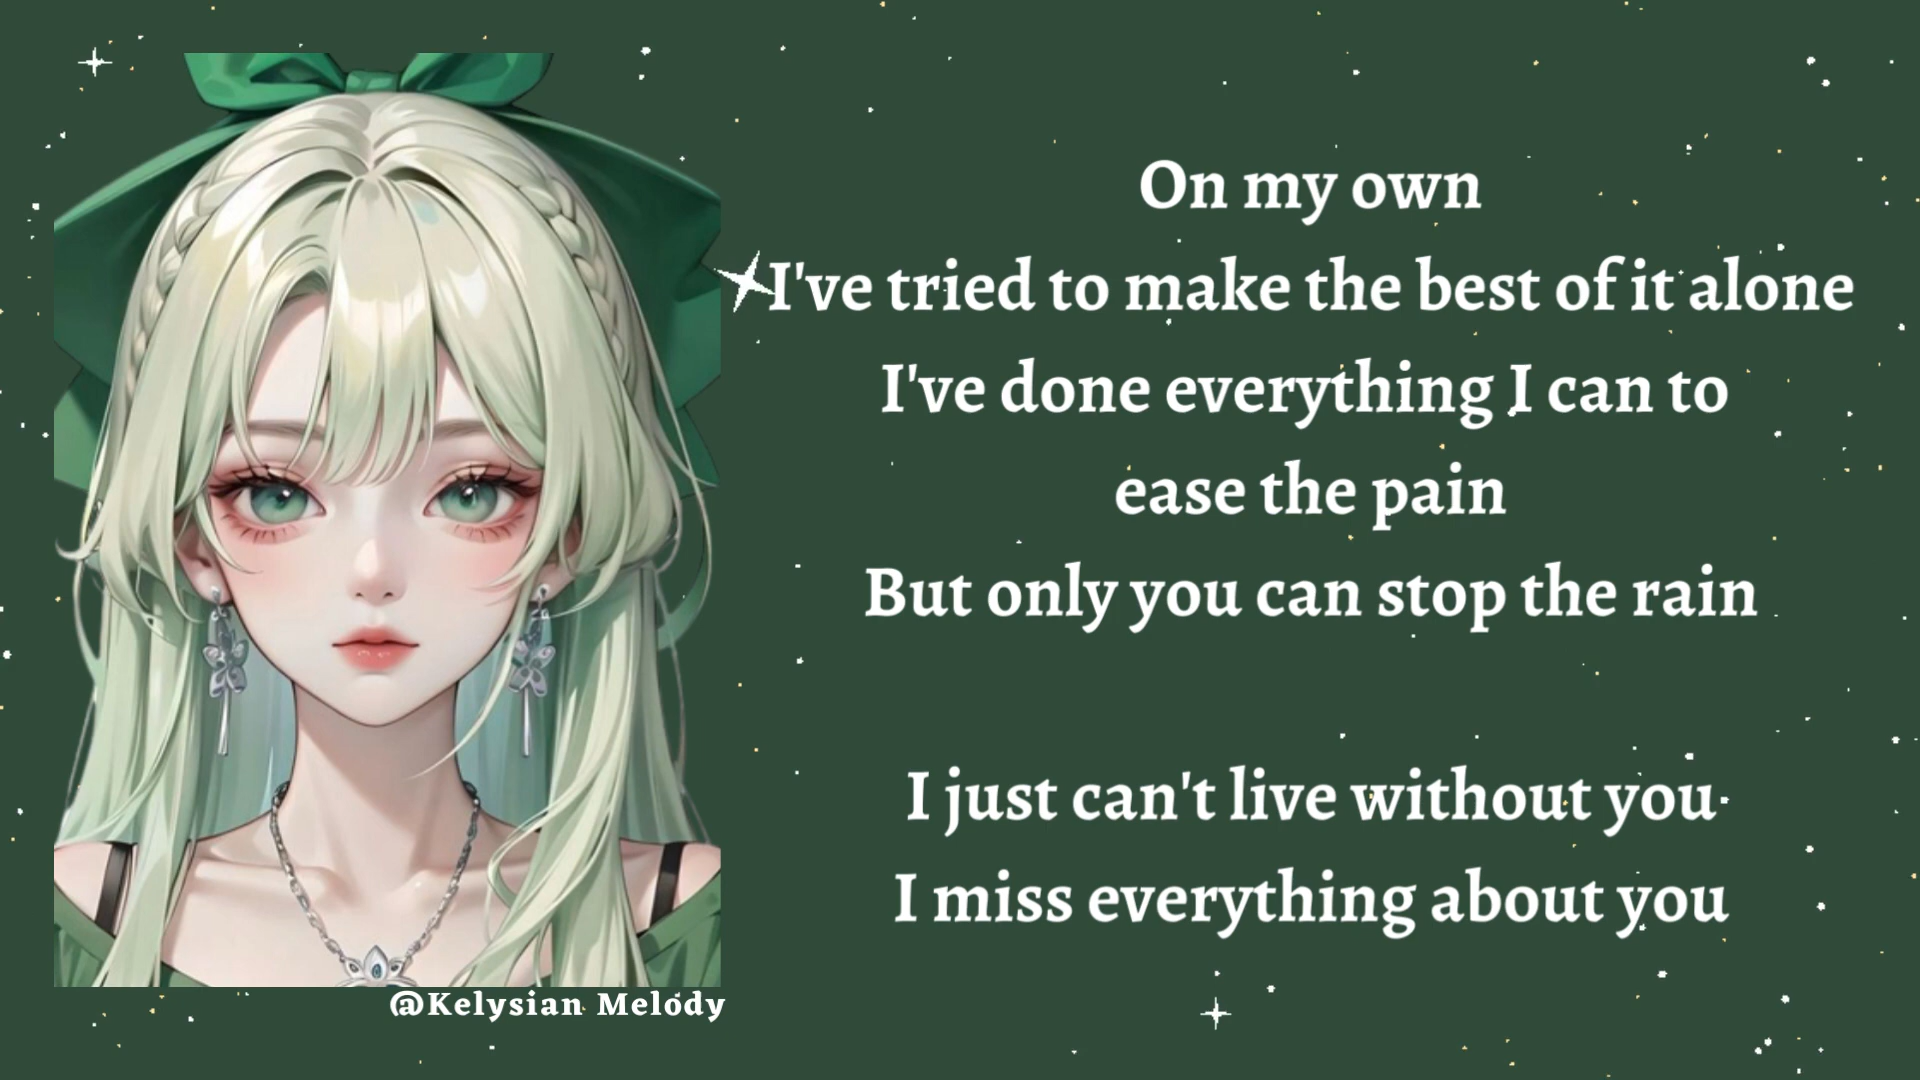 On my own
I've tried to make the best of it alone
I've done everything I can to
ease the pain
But only you can stop the rain
I just can't live without you
I miss everything about you
@Kelysian Melody